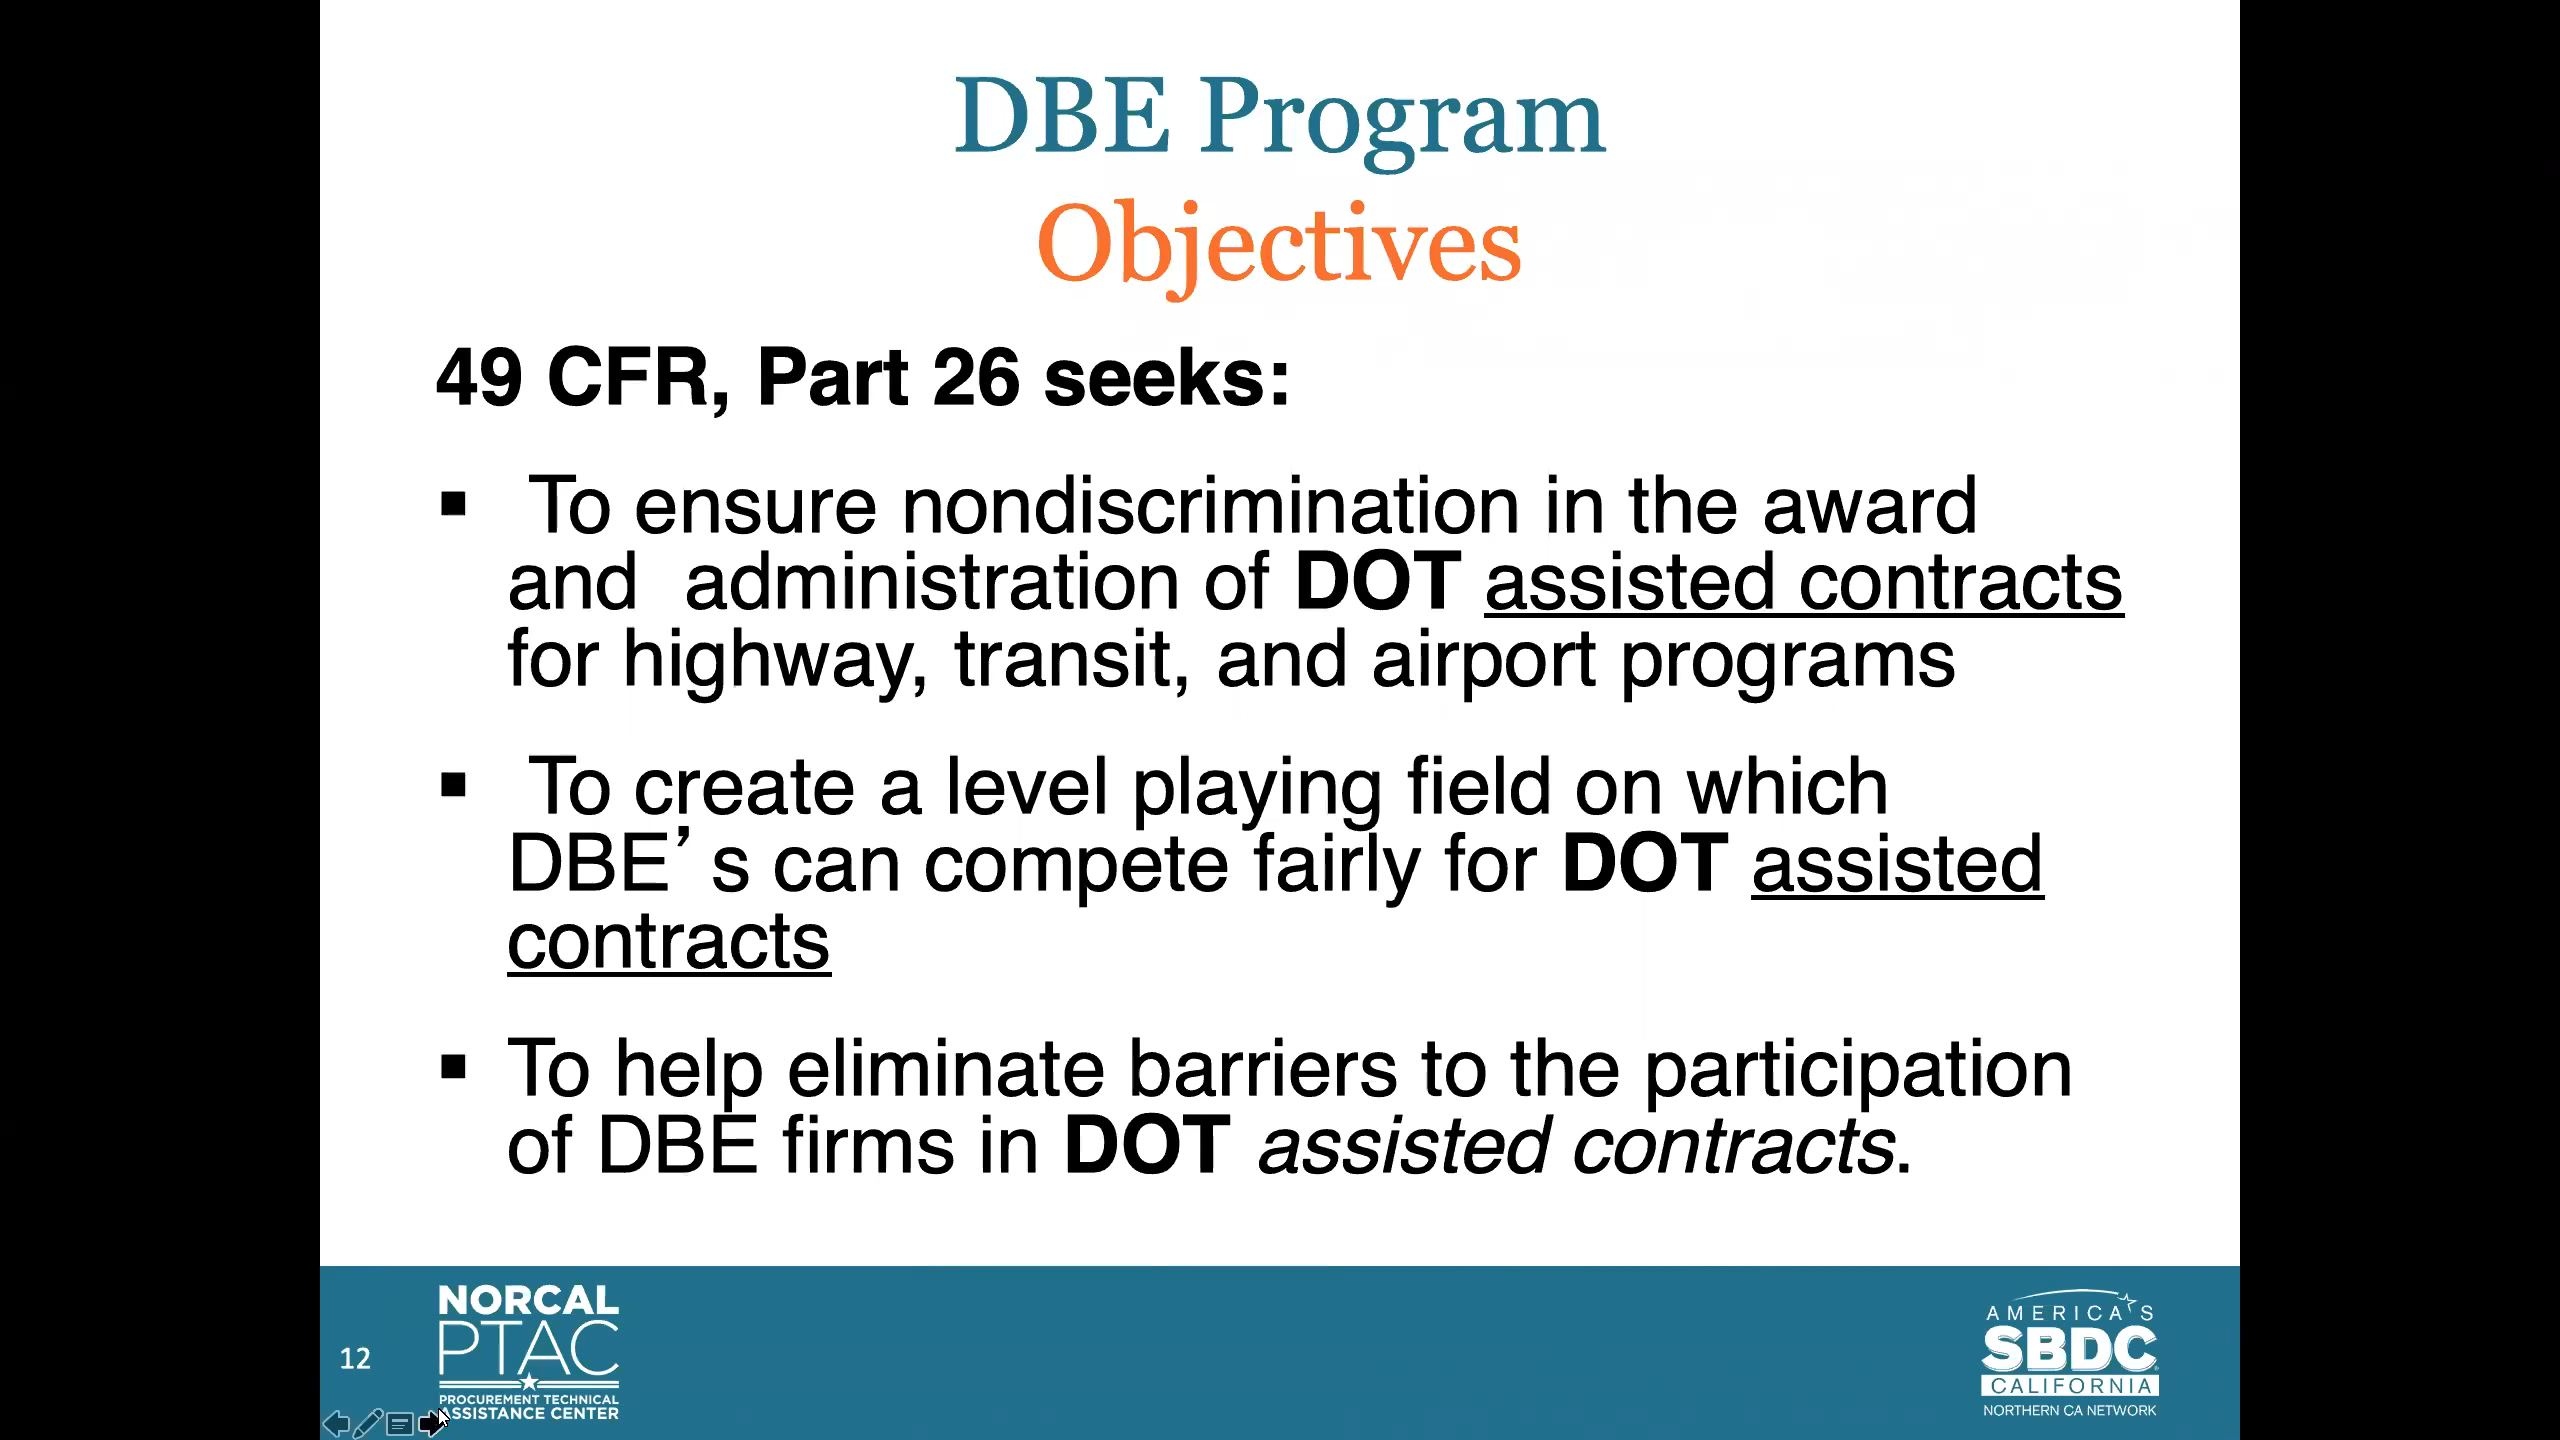 DBE Program
Objectives
49 CFR, Part 26 seeks:
▪ To ensure nondiscrimination in the award
and administration of DOT assisted contracts
for highway, transit, and airport programs
▪ To create a level playing field on which
DBE’s can compete fairly for DOT assisted
contracts
▪ To help eliminate barriers to the participation
of DBE firms in DOT assisted contracts.
12
NORCAL
PTAC
PROCUREMENT TECHNICAL
ASSISTANCE CENTER
AMERICA'S
SBDC
CALIFORNIA
NORTHERN CA NETWORK